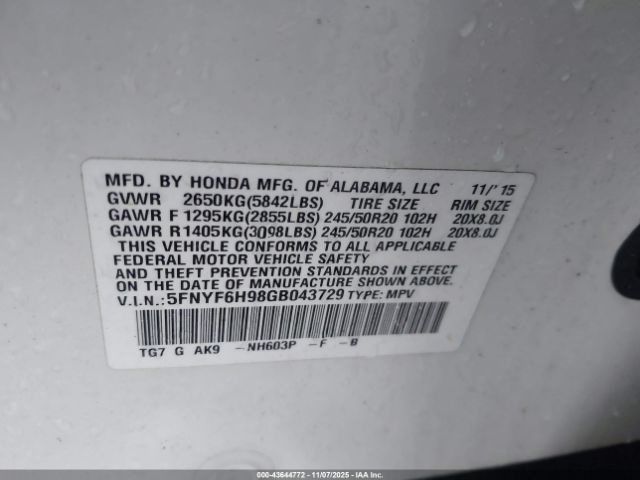 MFD. BY HONDA MFG. OF ALABAMA, LLC 11/'15
GVWR 2650KG(5842LBS) TIRE SIZE RIM SIZE
GAWR F 1295KG(2855LBS) 245/50R20 102H 20X8.0J
GAWR R 1405KG(3098LBS) 245/50R20 102H 20X8.0J
THIS VEHICLE CONFORMS TO ALL APPLICABLE
FEDERAL MOTOR VEHICLE SAFETY AND
THEFT PREVENTION STANDARDS IN EFFECT
ON THE DATE OF MANUFACTURE SHOWN ABOVE.
V.I.N.:5FNYF6H98GB043729 TYPE: MPV
TG7 G AK9 -NH603P -F -B
© 43644772 - 11/07/2025 - IAA Inc.